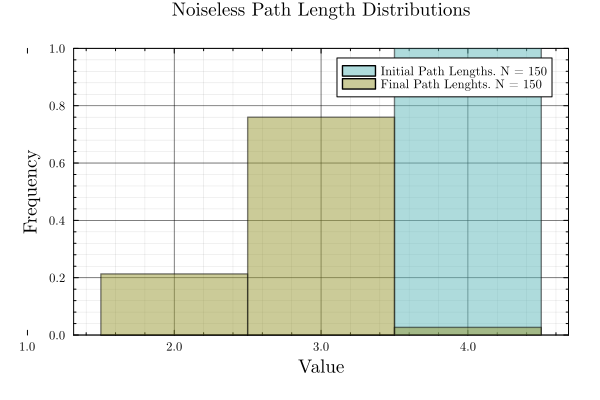 Noiseless Path Length Distributions
Initial Path Lengths. N = 150
Final Path Lenghts. N = 150
Frequency
1.0
0.8
0.6
0.4
0.2
0.0
1.0 2.0 3.0 4.0
Value